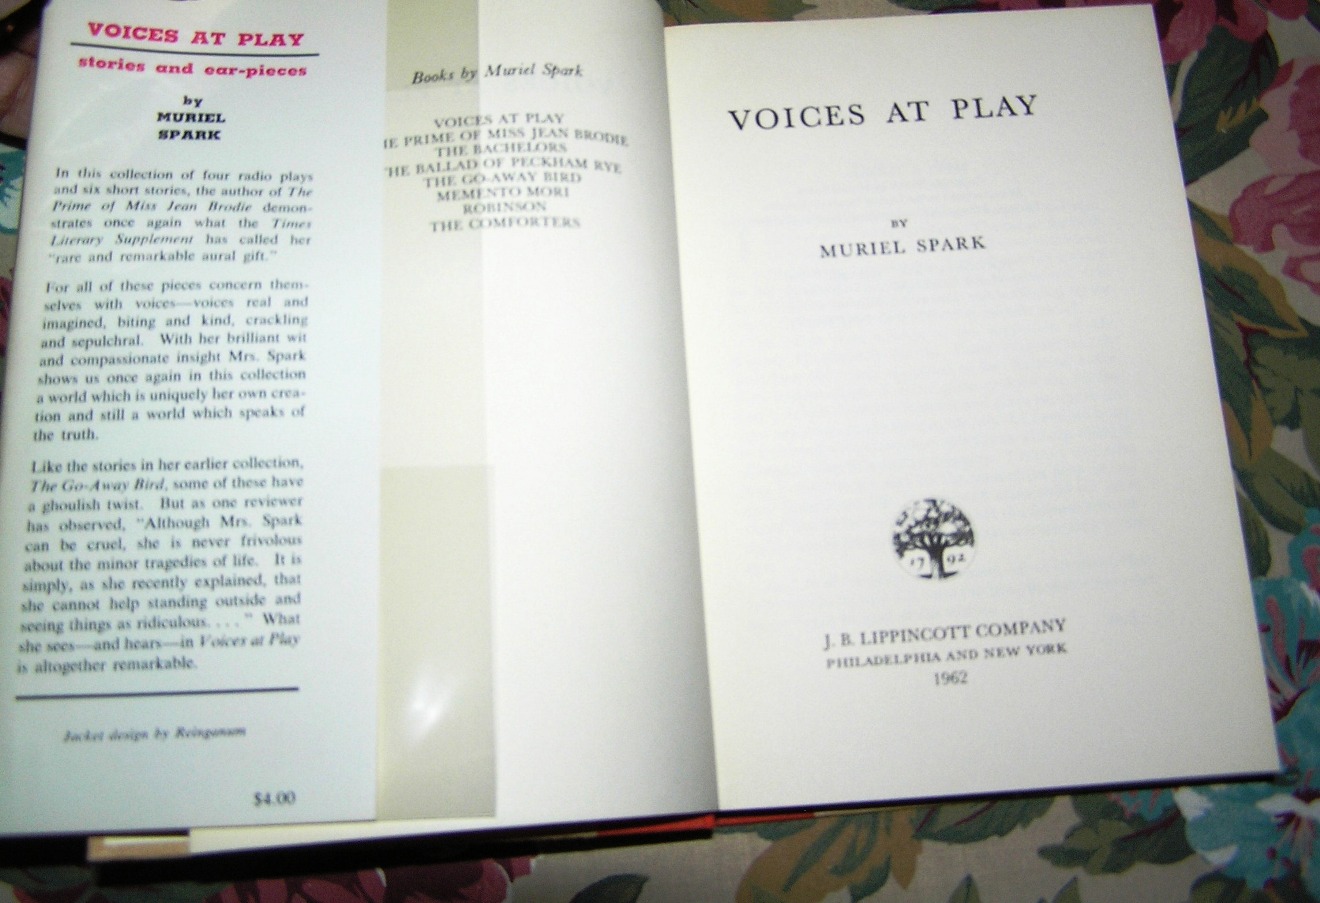 VOICES AT PLAY
stories and ear-pieces
by
MURIEL
SPARK
In this collection of four radio plays
and six short stories, the author of The
Prime of Miss Jean Brodie demon-
strates once again what the Times
Literary Supplement has called her
"rare and remarkable aural gift."
For all of these pieces concern them-
selves with voices—voices real and
imagined, biting and kind, crackling
and sepulchral. With her brilliant wit
and compassionate insight Mrs. Spark
shows us once again in this collection
a world which is uniquely her own crea-
tion and still a world which speaks of
the truth.
Like the stories in her earlier collection,
The Go-Away Bird, some of these have
a ghoulish twist. But as one reviewer
has observed, "Although Mrs. Spark
can be cruel, she is never frivolous
about the minor tragedies of life. It is
simply, as she recently explained, that
she cannot help standing outside and
seeing things as ridiculous. . . ." What
she sees—and hears—in Voices at Play
is altogether remarkable.
Jacket design by Reinganum
$4.00
Books by Muriel Spark
VOICES AT PLAY
HE PRIME OF MISS JEAN BRODIE
THE BACHELORS
THE BALLAD OF PECKHAM RYE
THE GO-AWAY BIRD
MEMENTO MORI
ROBINSON
THE COMFORTERS
VOICES AT PLAY
BY
MURIEL SPARK
17 92
J. B. LIPPINCOTT COMPANY
PHILADELPHIA AND NEW YORK
1962